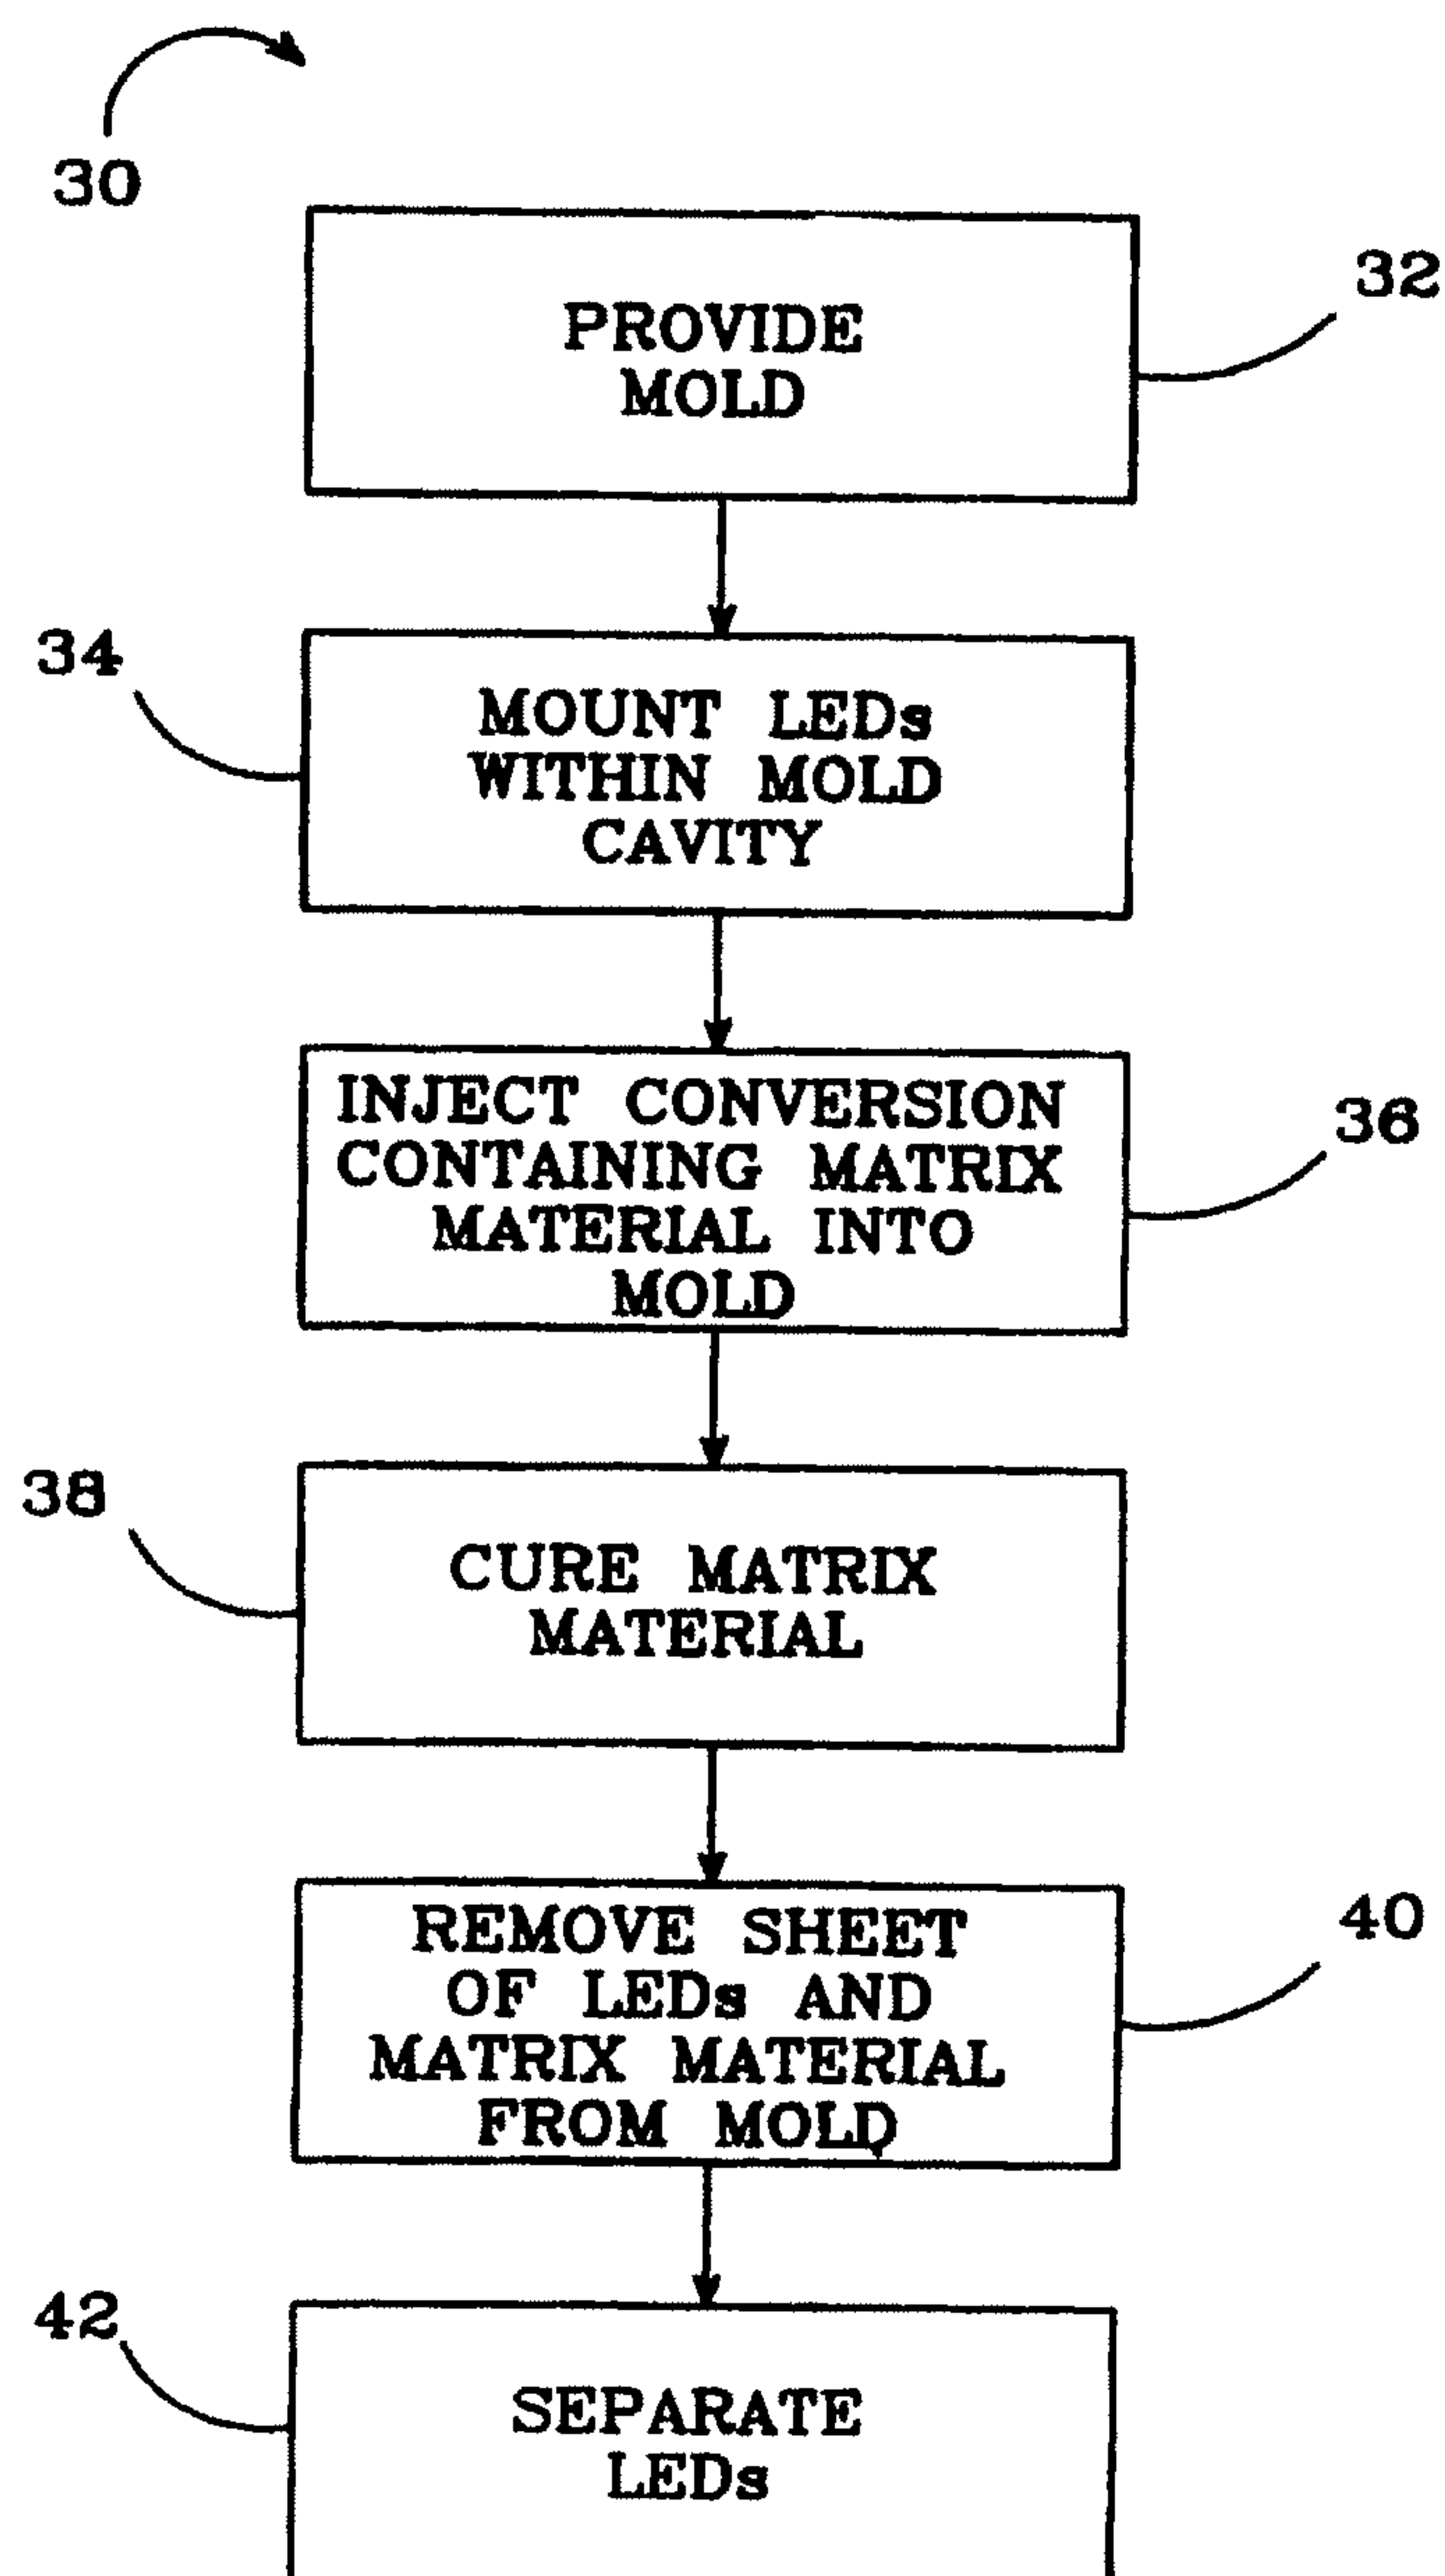 30
PROVIDE
MOLD
32
34
MOUNT LEDs
WITHIN MOLD
CAVITY
INJECT CONVERSION
CONTAINING MATRIX
MATERIAL INTO
MOLD
36
38
CURE MATRIX
MATERIAL
REMOVE SHEET
OF LEDs AND
MATRIX MATERIAL
FROM MOLD
40
42
SEPARATE
LEDs